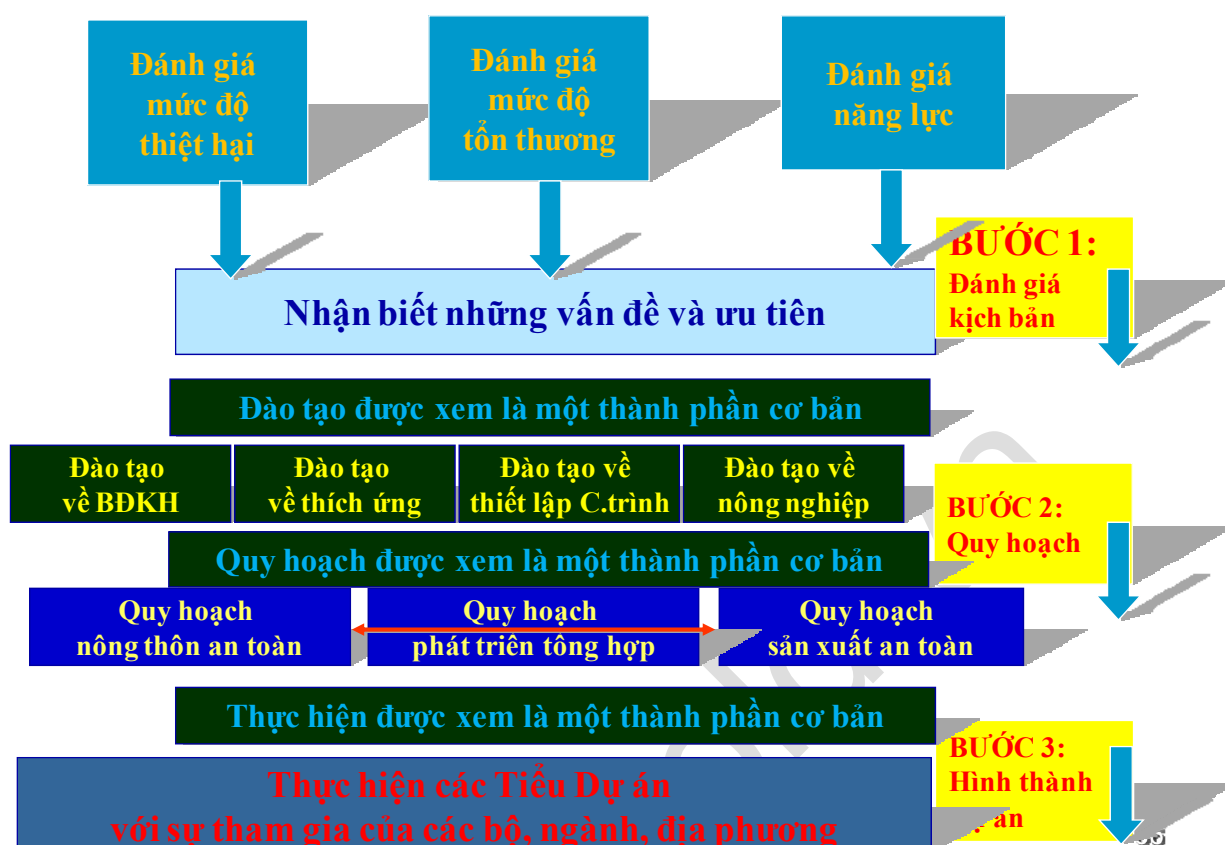 Đánh giá
mức độ
thiệt hại
Đánh giá
mức độ
tổn thương
Đánh giá
năng lực
BƯỚC 1:
Đánh giá
kịch bản
Nhận biết những vấn đề và ưu tiên
Đào tạo được xem là một thành phần cơ bản
Đào tạo
về BĐKH
Đào tạo
về thích ứng
Đào tạo về
thiết lập C.trình
Đào tạo về
nông nghiệp
BƯỚC 2:
Quy hoạch
Quy hoạch được xem là một thành phần cơ bản
Quy hoạch
nông thôn an toàn
Quy hoạch
phát triên tông hợp
Quy hoạch
sản xuất an toàn
Thực hiện được xem là một thành phần cơ bản
BƯỚC 3:
Hình thành
án
Thực hiện các Tiểu Dự án
với sự tham gia của các bộ, ngành, địa phương